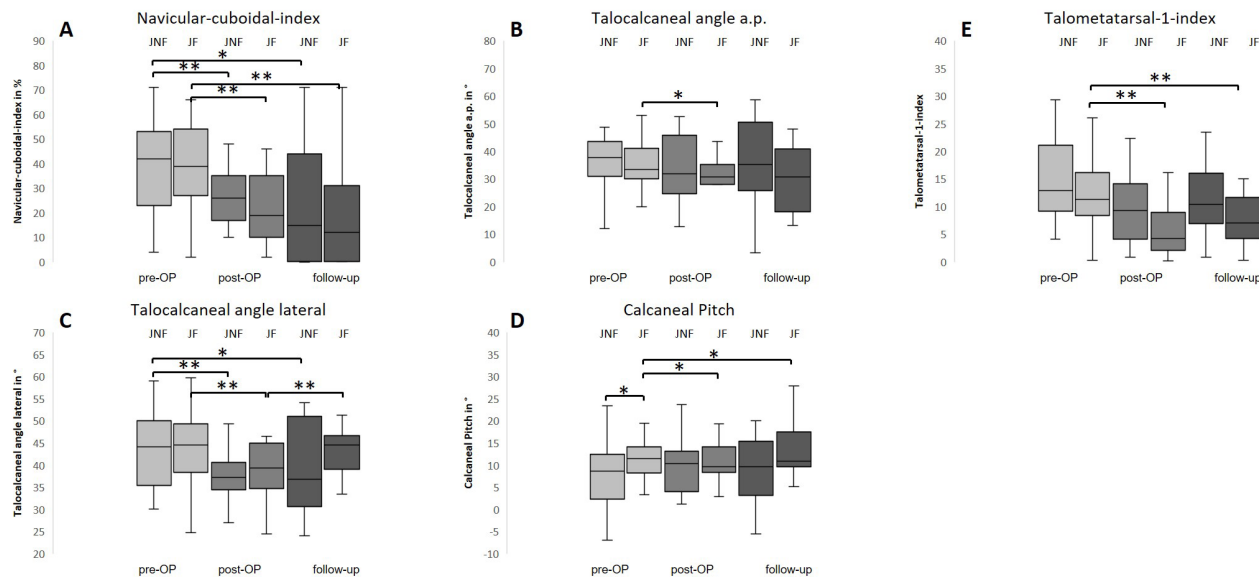 A
Navicular-cuboidal-index
JNF JF JNF JF JNF JF
Navicular-cuboidal-index in %
90
80
70
60
50
40
30
20
10
0
*
**
**
**
pre-OP post-OP follow-up
B
Talocalcaneal angle a.p.
JNF JF JNF JF JNF JF
Talocalcaneal angle a.p. in °
80
70
60
50
40
30
20
10
0
*
pre-OP post-OP follow-up
E
Talometatarsal-1-index
JNF JF JNF JF JNF JF
Talometatarsal-1-index
40
35
30
25
20
15
10
5
0
**
**
pre-OP post-OP follow-up
C
Talocalcaneal angle lateral
JNF JF JNF JF JNF JF
Talocalcaneal angle lateral in °
70
65
60
55
50
45
40
35
30
25
20
*
**
**
**
pre-OP post-OP follow-up
D
Calcaneal Pitch
JNF JF JNF JF JNF JF
Calcaneal Pitch in °
40
35
30
25
20
15
10
5
0
-5
-10
*
*
*
pre-OP post-OP follow-up